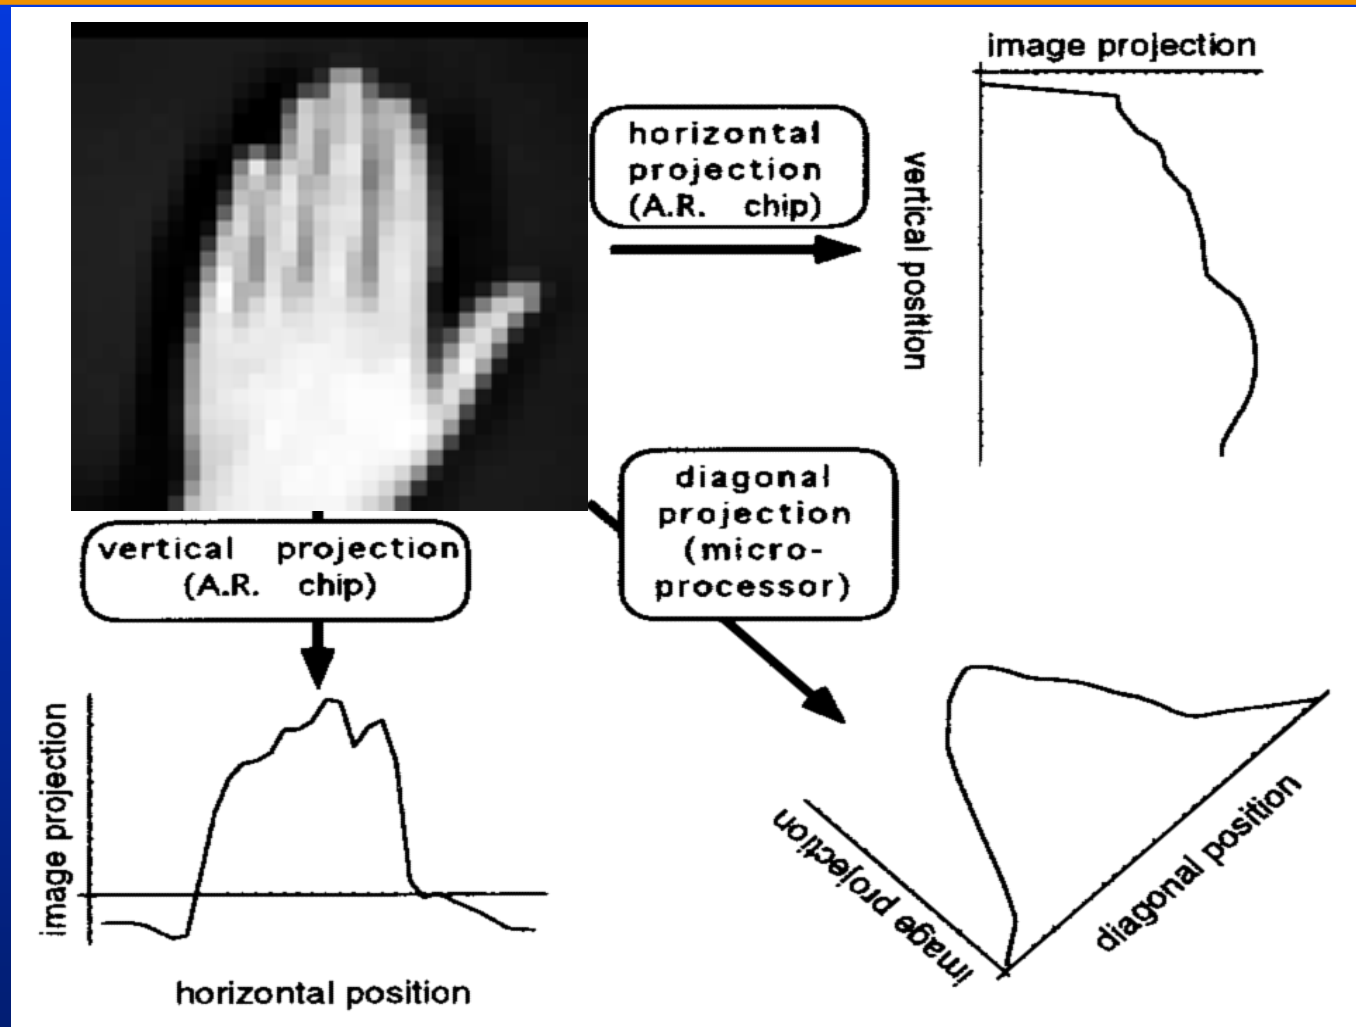 image projection
horizontal
projection
(A.R. chip)
vertical position
diagonal
projection
(micro-
processor)
vertical projection
(A.R. chip)
image projection
horizontal position
image projection
diagonal position